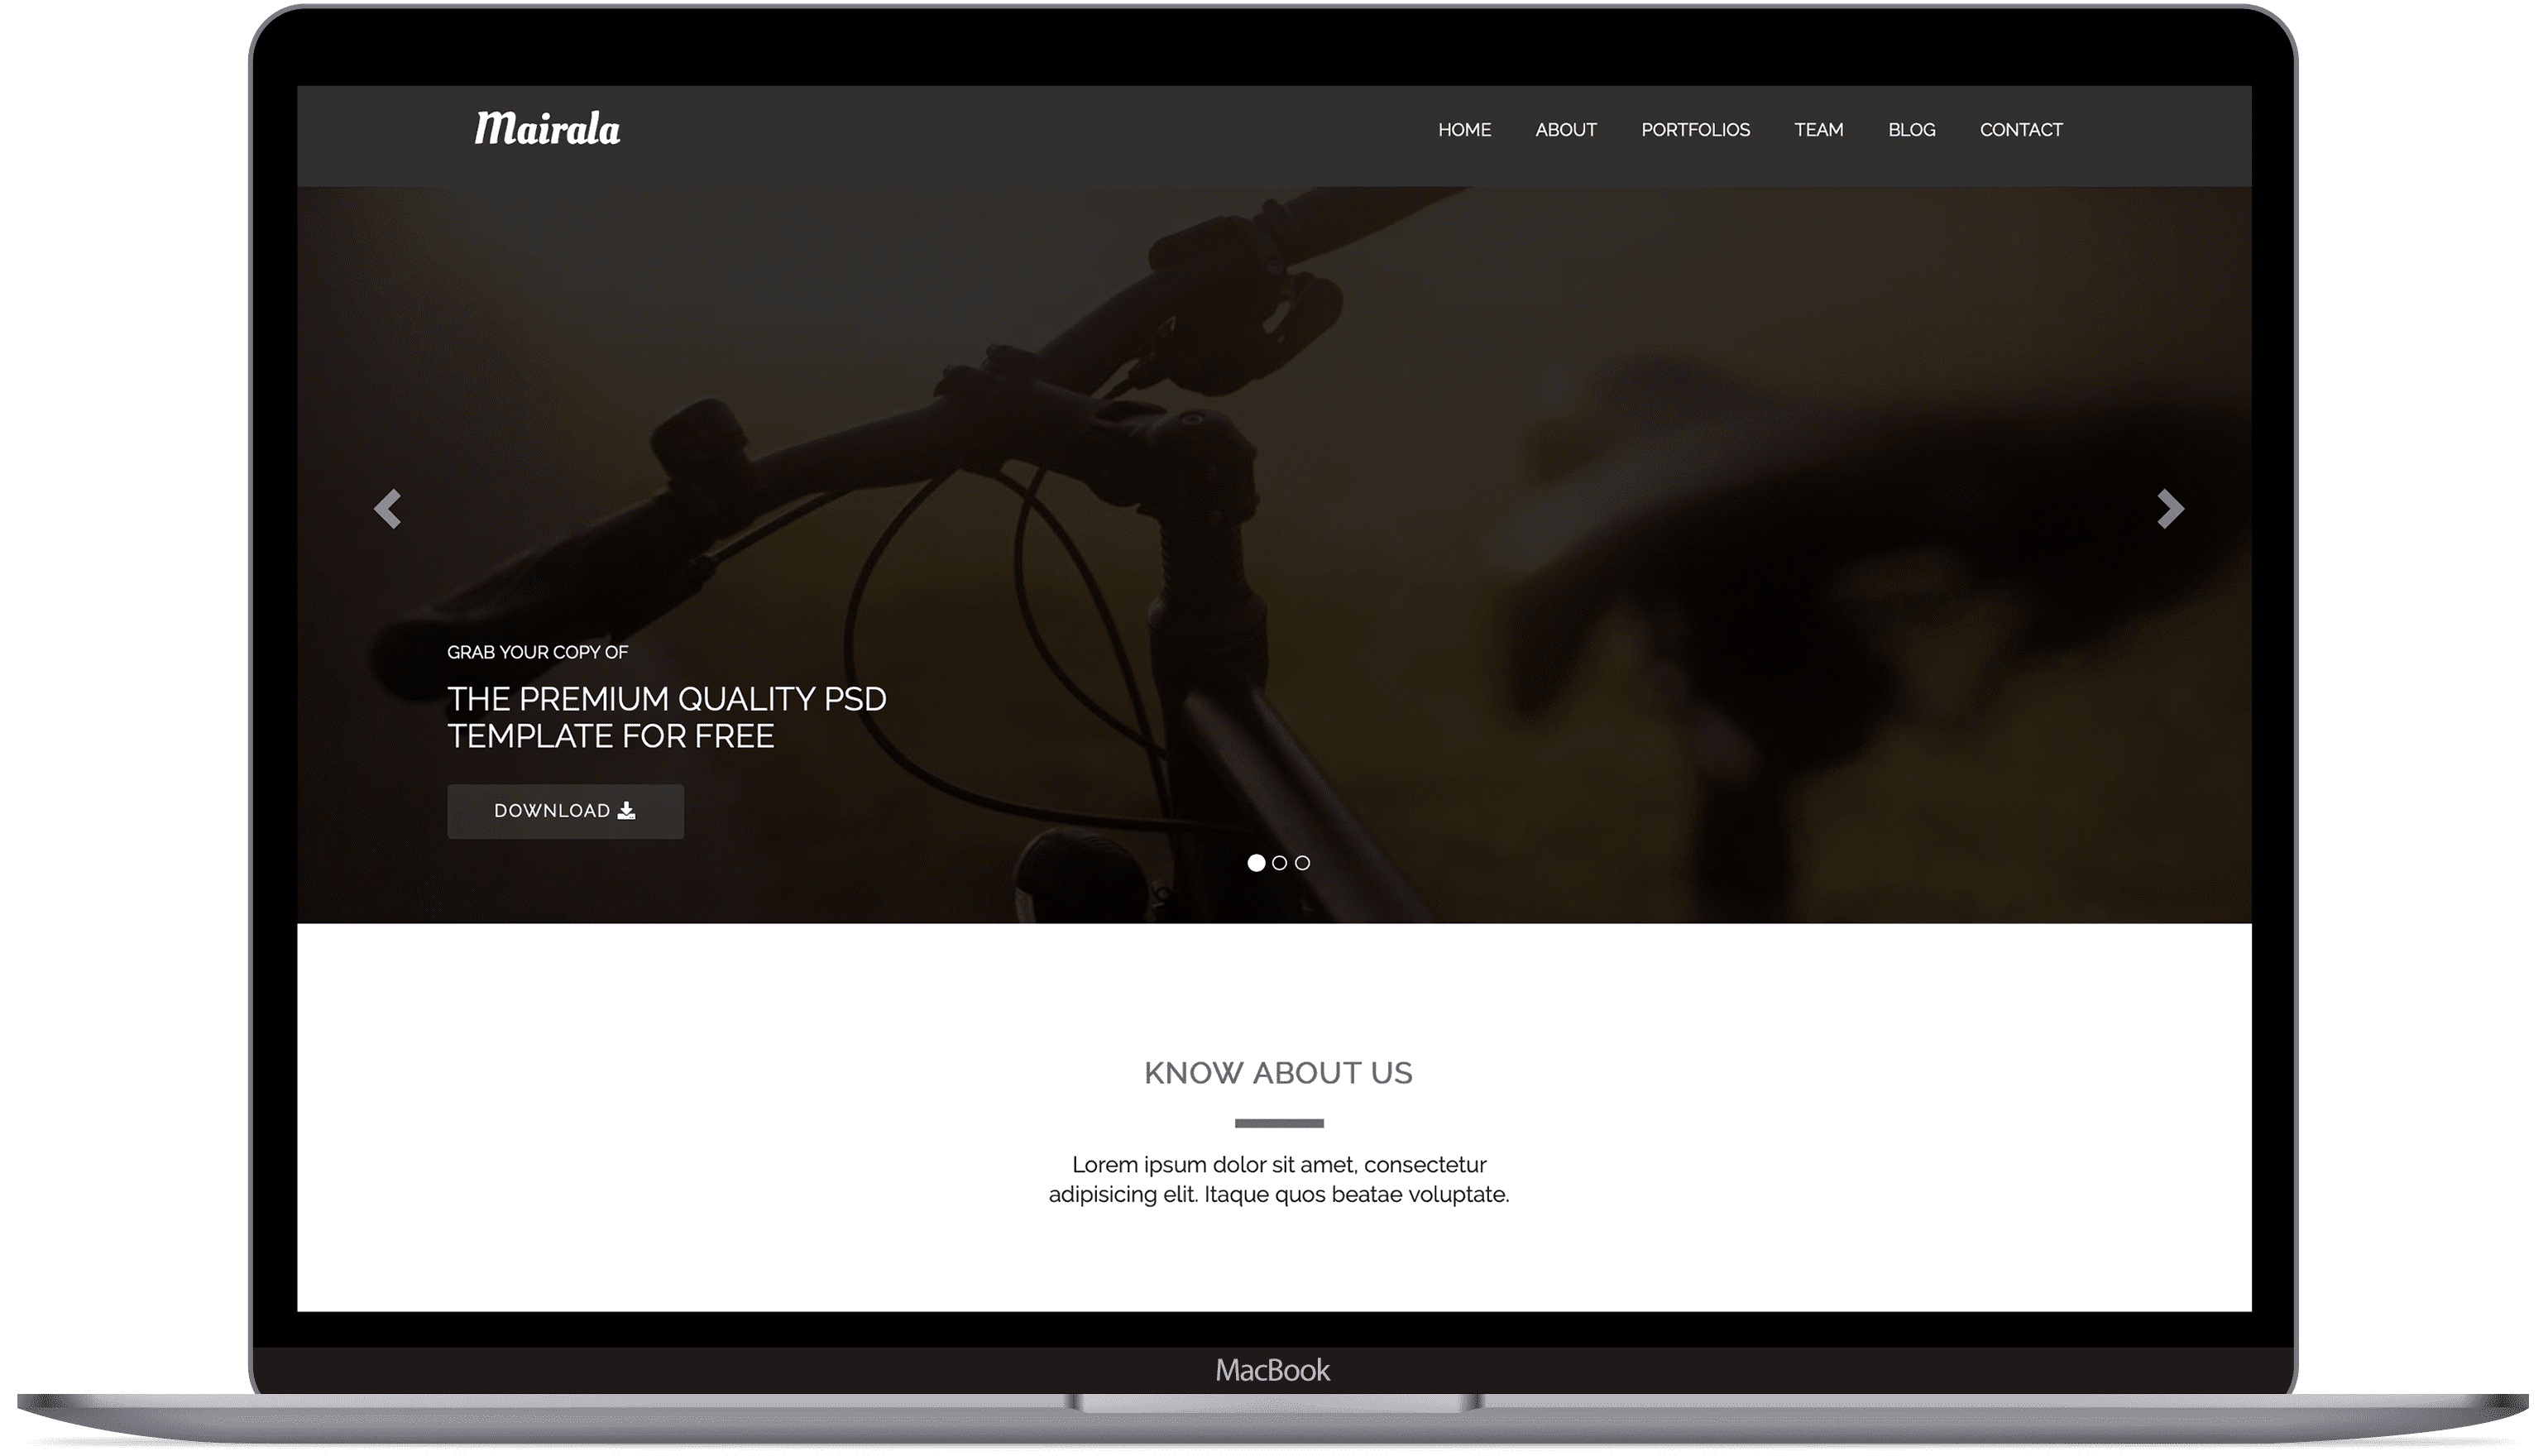 Mairala
HOME ABOUT PORTFOLIOS TEAM BLOG CONTACT
GRAB YOUR COPY OF
THE PREMIUM QUALITY PSD
TEMPLATE FOR FREE
DOWNLOAD
KNOW ABOUT US
Lorem ipsum dolor sit amet, consectetur
adipisicing elit. Itaque quos beatae voluptate.
MacBook